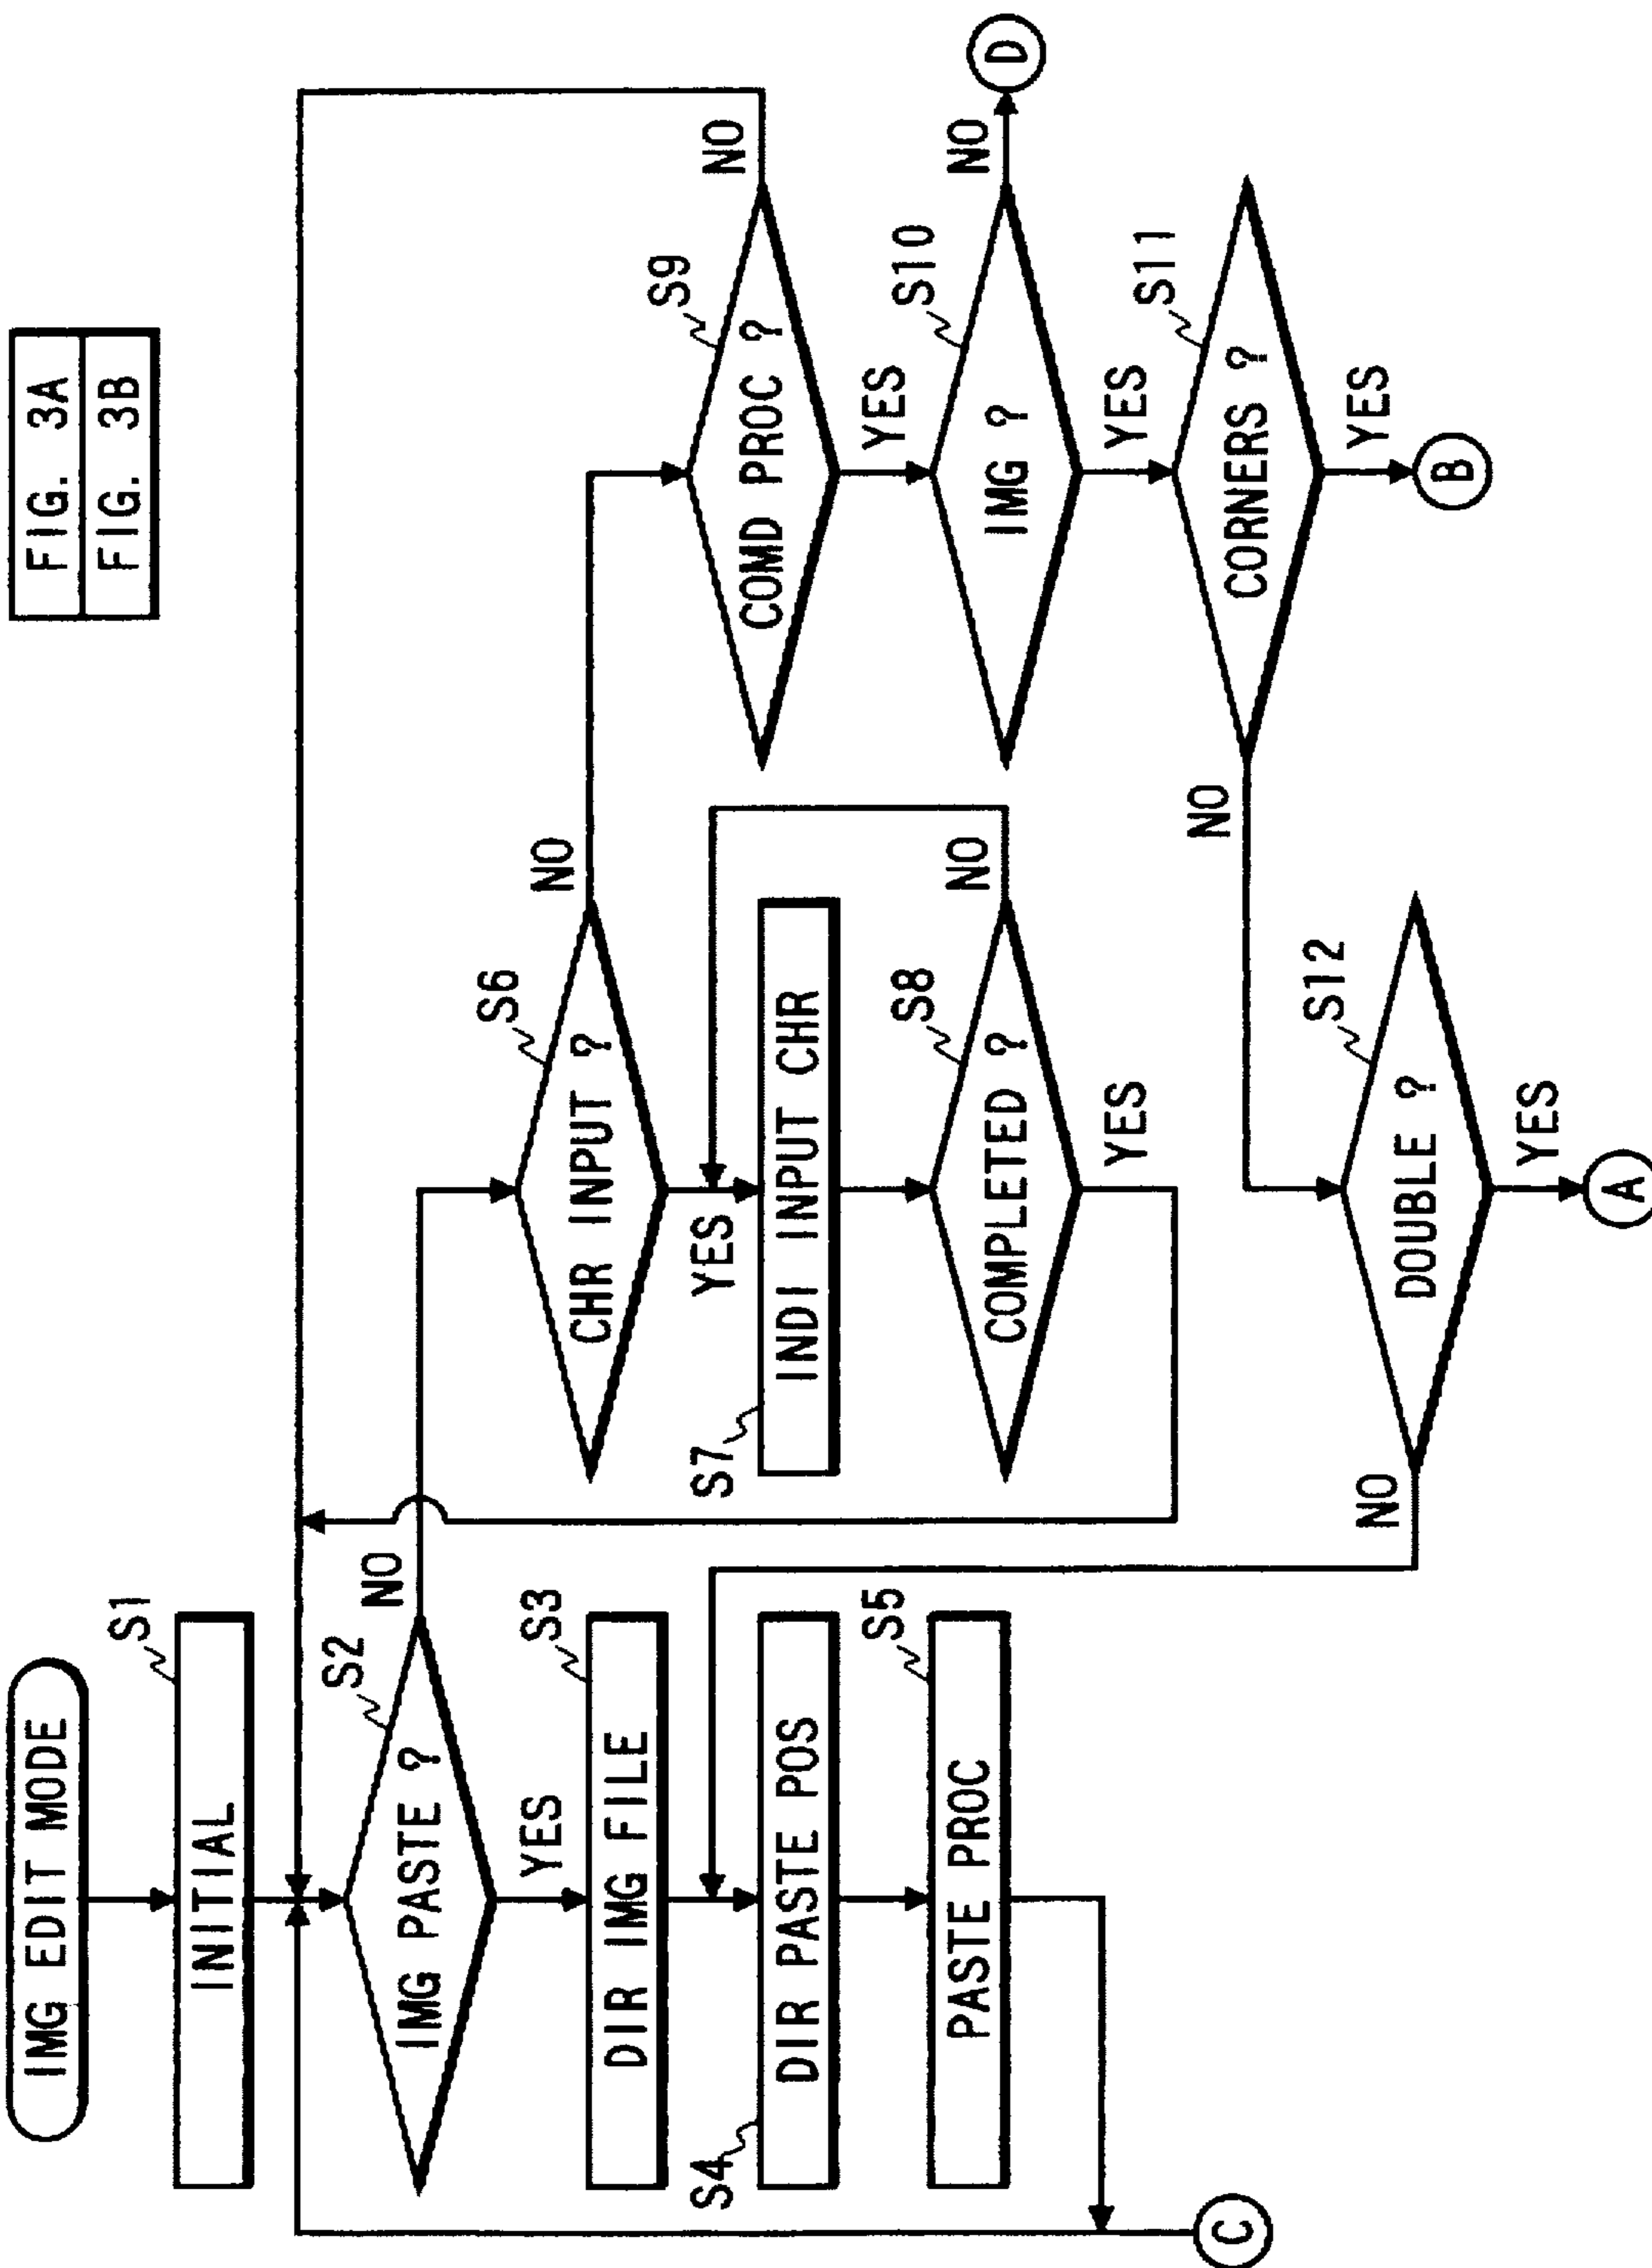 FIG. 3A
FIG. 3B
IMG EDIT MODE
S1
INITIAL
S2
IMG PASTE ?
NO
YES
S3
DIR IMG FILE
S4
DIR PASTE POS
S5
PASTE PROC
C
S6
CHR INPUT ?
NO
YES
S7
INDI INPUT CHR
S8
COMPLETED ?
NO
YES
S9
COMD PROC ?
NO
YES
S10
IMG ?
NO
D
YES
S11
CORNERS ?
NO
YES
B
S12
DOUBLE ?
NO
YES
A